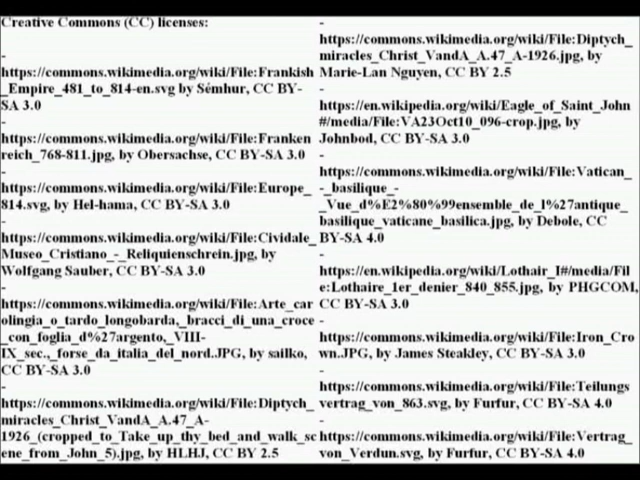 Creative Commons (CC) licenses:
-
https://commons.wikimedia.org/wiki/File:Frankish
_Empire_481_to_814-en.svg by Sémhur, CC BY-
SA 3.0
-
https://commons.wikimedia.org/wiki/File:Franken
reich_768-811.jpg, by Obersachse, CC BY-SA 3.0
-
https://commons.wikimedia.org/wiki/File:Europe_
814.svg, by Hel-hama, CC BY-SA 3.0
-
https://commons.wikimedia.org/wiki/File:Cividale_
Museo_Cristiano_-_Reliquienschrein.jpg, by
Wolfgang Sauber, CC BY-SA 3.0
-
https://commons.wikimedia.org/wiki/File:Arte_car
olingia_o_tardo_longobarda,_bracci_di_una_croce
_con_foglia_d%27argento,_VIII-
IX_sec.,_forse_da_italia_del_nord.JPG, by sailko,
CC BY-SA 3.0
-
https://commons.wikimedia.org/wiki/File:Diptych_
miracles_Christ_VandA_A.47_A-
1926_(cropped_to_Take_up_thy_bed_and_walk_sc
ene_from_John_5).jpg, by HLHJ, CC BY 2.5
-
https://commons.wikimedia.org/wiki/File:Diptych_
miracles_Christ_VandA_A.47_A-1926.jpg, by
Marie-Lan Nguyen, CC BY 2.5
-
https://en.wikipedia.org/wiki/Eagle_of_Saint_John
#/media/File:VA23Oct10_096-crop.jpg, by
Johnbod, CC BY-SA 3.0
-
https://commons.wikimedia.org/wiki/File:Vatican_
-_basilique_-
_Vue_d%E2%80%99ensemble_de_l%27antique_
basilique_vaticane_basilica.jpg, by Debole, CC
BY-SA 4.0
-
https://en.wikipedia.org/wiki/Lothair_I#/media/Fil
e:Lothaire_1er_denier_840_855.jpg, by PHGCOM,
CC BY-SA 3.0
-
https://commons.wikimedia.org/wiki/File:Iron_Cro
wn.JPG, by James Steakley, CC BY-SA 3.0
-
https://commons.wikimedia.org/wiki/File:Teilungs
vertrag_von_863.svg, by Furfur, CC BY-SA 4.0
-
https://commons.wikimedia.org/wiki/File:Vertrag_
von_Verdun.svg, by Furfur, CC BY-SA 4.0